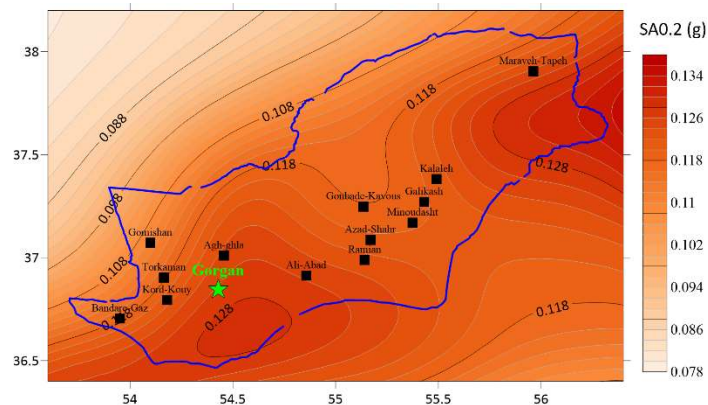 SA0.2 (g)
38
37.5
37
36.5
54
54.5
55
55.5
56
0.134
0.126
0.118
0.110
0.102
0.094
0.086
0.078
0.088
0.108
0.118
0.098
0.118
0.128
0.108
0.118
0.128
Maraveh-Tapeh
Kalaleh
Galikash
Gonbade-Kavous
Minoudasht
Azad-Shahr
Ramian
Gomishan
Agh-ghla
Torkaman
Gorgan
Ali-Abad
Kord-Kouy
Bandare-Gaz